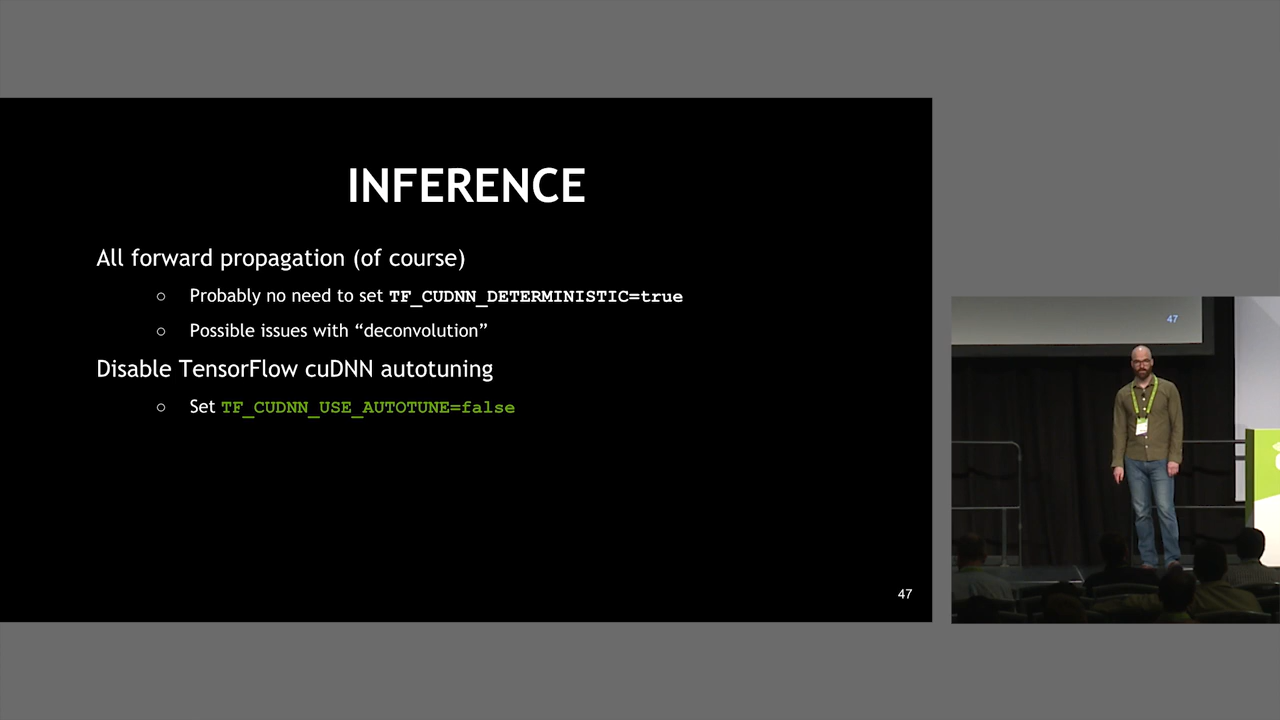 INFERENCE
All forward propagation (of course)
○ Probably no need to set TF_CUDNN_DETERMINISTIC=true
○ Possible issues with “deconvolution”
Disable TensorFlow cuDNN autotuning
○ Set TF_CUDNN_USE_AUTOTUNE=false
47
47